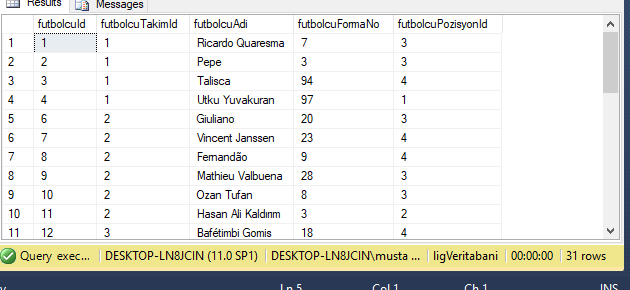 Results Messages
futbolcuId futbolcuTakimId futbolcuAdi futbolcuFormaNo futbolcuPozisyonId
1 1 1 Ricardo Quaresma 7 3
2 2 1 Pepe 3 3
3 3 1 Talisca 94 4
4 4 1 Utku Yuvakuran 97 1
5 6 2 Giuliano 20 3
6 7 2 Vincent Janssen 23 4
7 8 2 Fernandão 9 4
8 9 2 Mathieu Valbuena 28 3
9 10 2 Ozan Tufan 8 3
10 11 2 Hasan Ali Kaldırım 3 2
11 12 3 Bafétimbi Gomis 18 4
Query exec... DESKTOP-LN8JCIN (11.0 SP1) DESKTOP-LN8JCIN\musta ... ligVeritabani 00:00:00 31 rows
Ln 5 Col 1 Ch 1 INS